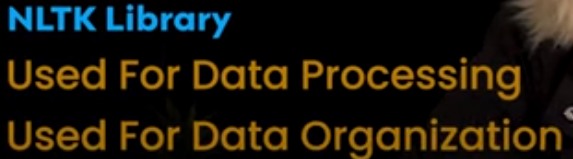 NLTK Library
Used For Data Processing
Used For Data Organization